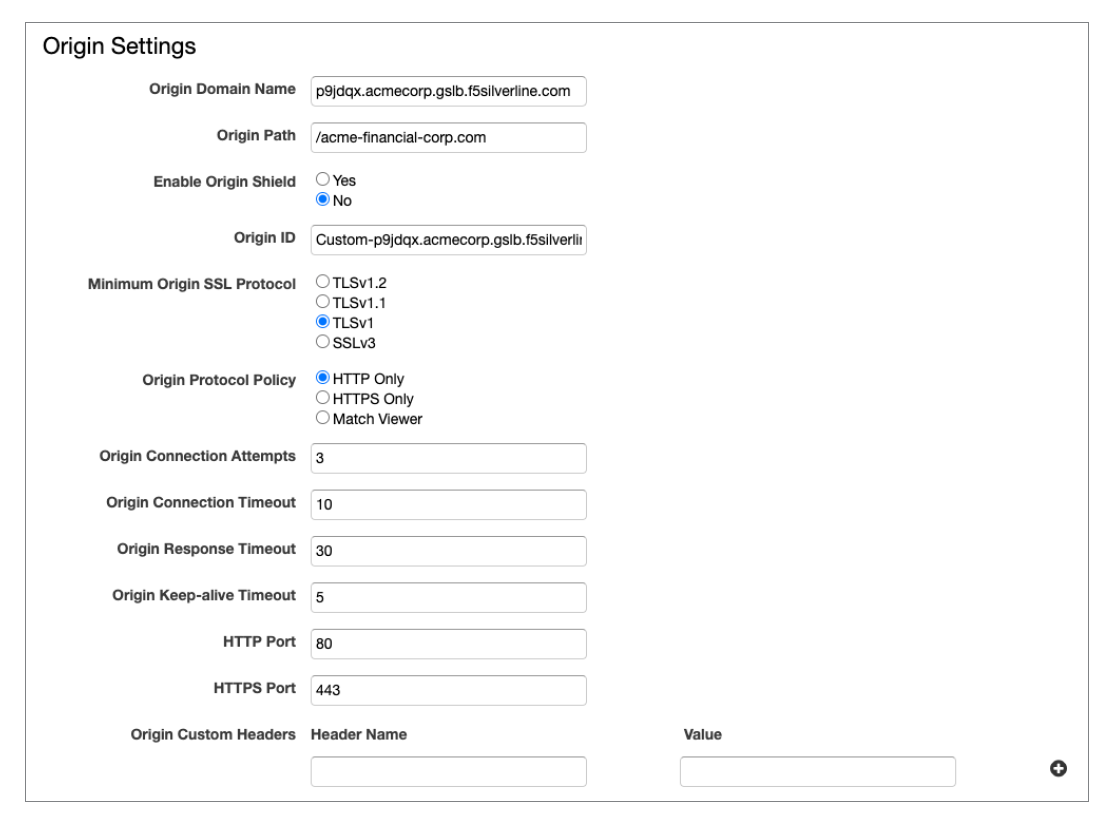 Origin Settings
Origin Domain Name p9jdqx.acmecorp.gslb.f5silverline.com
Origin Path /acme-financial-corp.com
Enable Origin Shield Yes
No
Origin ID Custom-p9jdqx.acmecorp.gslb.f5silverlin
Minimum Origin SSL Protocol TLSv1.2
TLSv1.1
TLSv1
SSLv3
Origin Protocol Policy HTTP Only
HTTPS Only
Match Viewer
Origin Connection Attempts 3
Origin Connection Timeout 10
Origin Response Timeout 30
Origin Keep-alive Timeout 5
HTTP Port 80
HTTPS Port 443
Origin Custom Headers Header Name Value